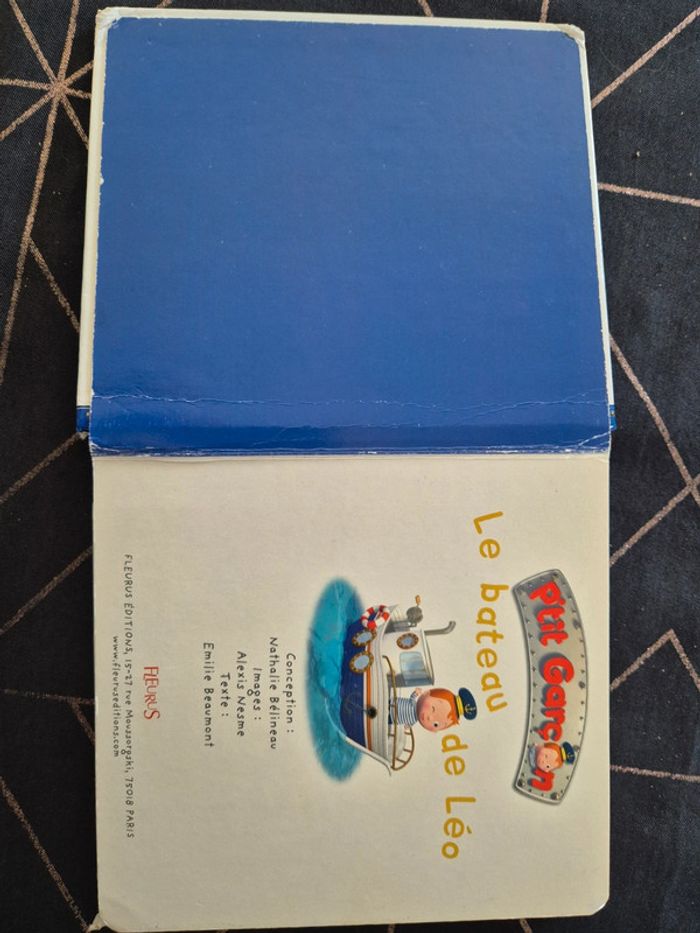 P'tit Garçon
Le bateau de Léo
Conception :
Nathalie Bélineau
Images :
Alexis Nesme
Texte :
Emilie Beaumont
FLEURUS
FLEURUS ÉDITIONS, 15-27 rue Moussorgski, 75018 PARIS
www.fleuruseditions.com